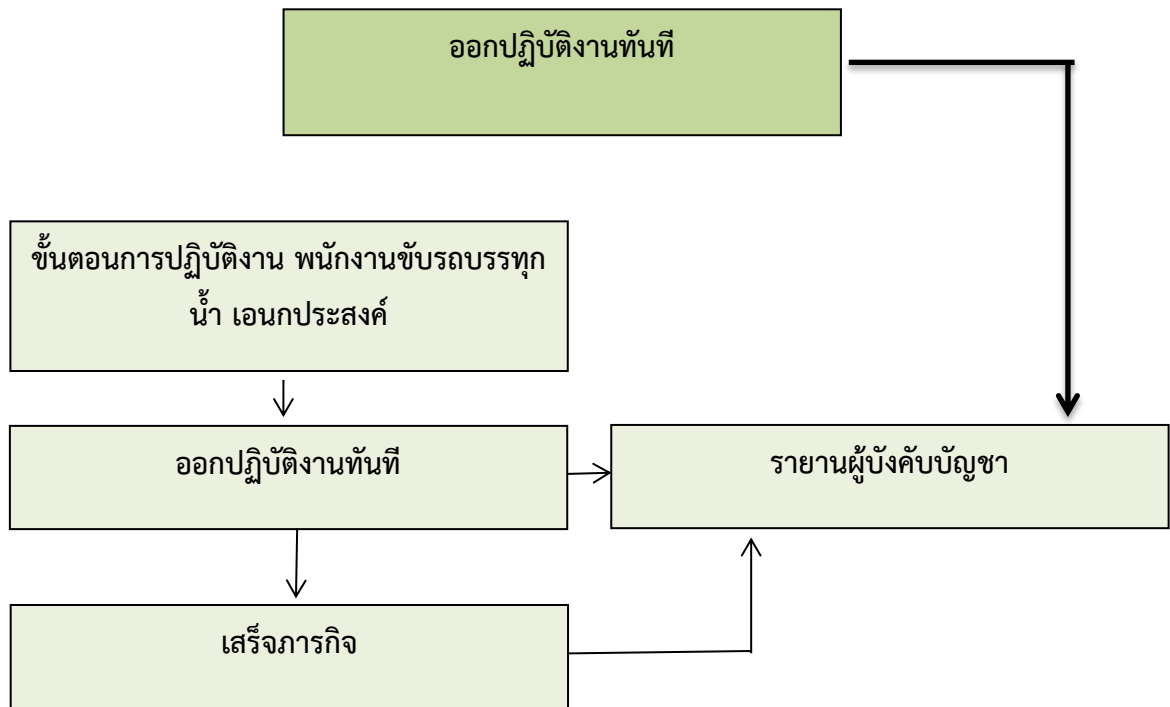 ออกปฏิบัติงานทันที
ขั้นตอนการปฏิบัติงาน พนักงานขับรถบรรทุก
น้ำ เอนกประสงค์
ออกปฏิบัติงานทันที
รายานผู้บังคับบัญชา
เสร็จภารกิจ